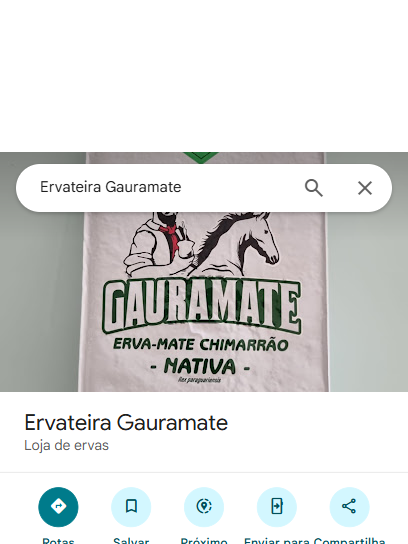 Ervateira Gauramate
GAURAMATE
ERVA-MATE CHIMARRÃO
- NATIVA -
Ilex paraguariensis
Ervateira Gauramate
Loja de ervas
Rotas Salvar Próximo Enviar para Compartilha